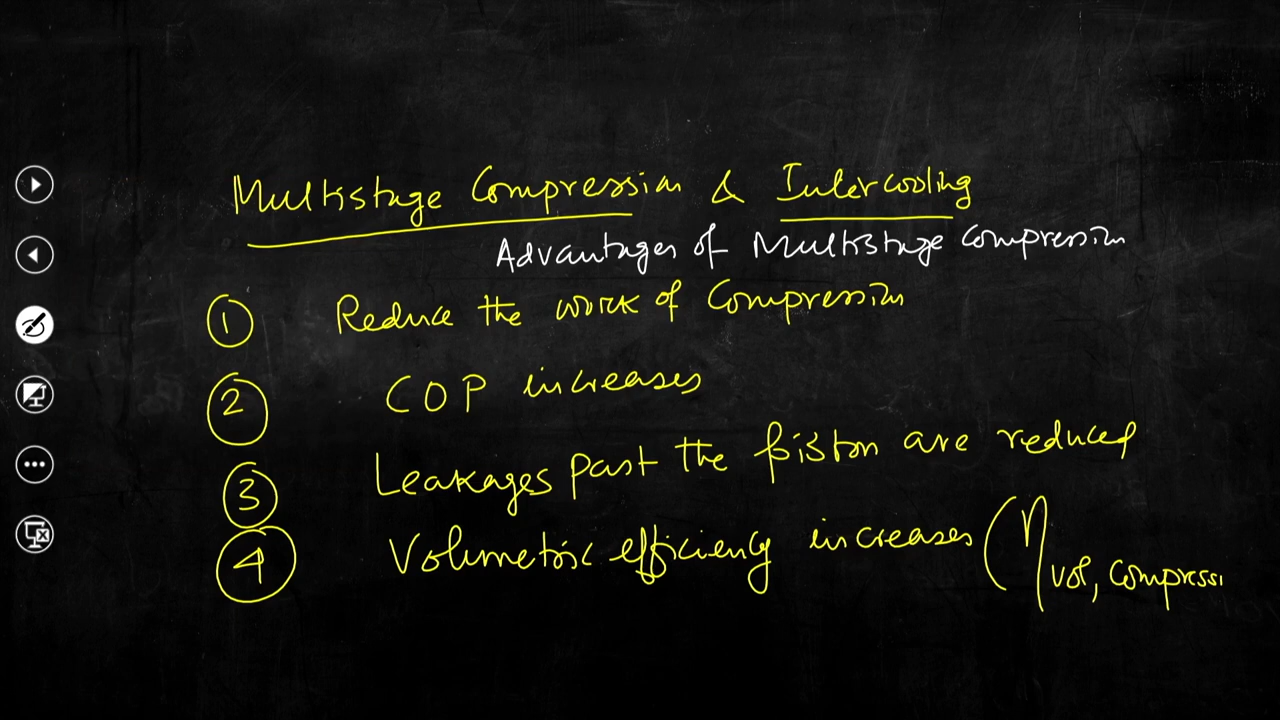 Multistage Compression & Intercooling
Advantages of Multistage Compression
1 Reduce the work of Compression
2 COP increases
3 Leakages past the piston are reduced
4 Volumetric efficiency increases (η vol, compressi